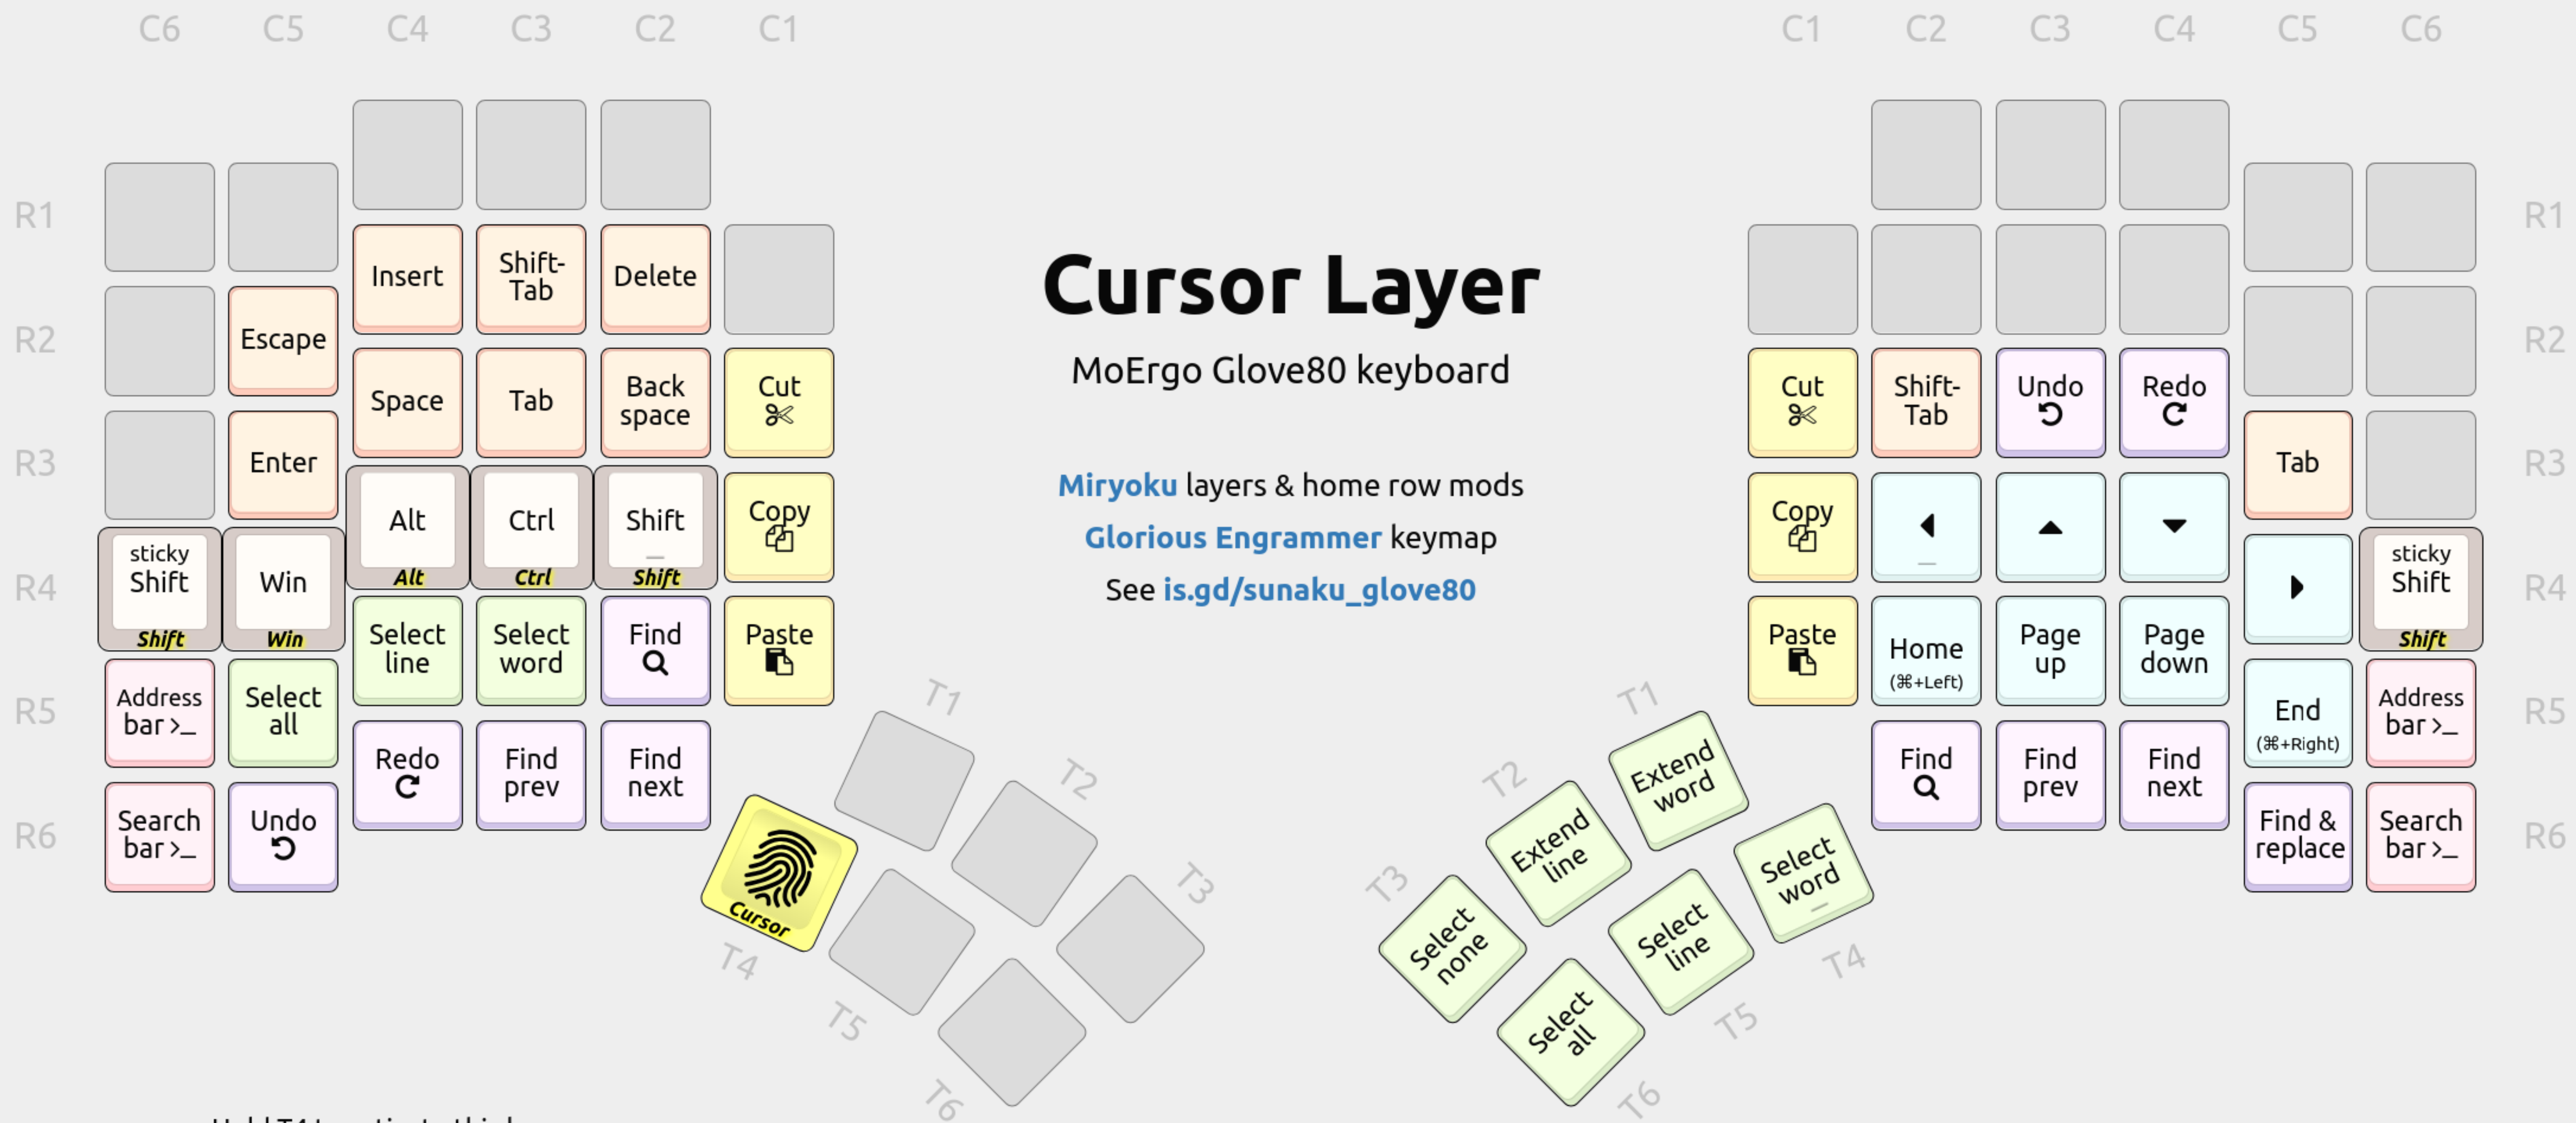 C6 C5 C4 C3 C2 C1 C1 C2 C3 C4 C5 C6
R1 R1
Insert Shift-
Tab Delete
R2 Escape R2
Space Tab Back
space Cut Cut Shift-
Tab Undo Redo
R3 Enter Tab R3
Alt Alt
Ctrl Ctrl
Shift _ Shift
Copy
Copy
_
R4
sticky
Shift
Shift
Win
Win
sticky
Shift
Shift
R4
Select
line
Select
word
Find
Paste
Paste
Home
(⌘+Left)
Page
up
Page
down
R5
Address
bar >_
Select
all
End
(⌘+Right)
Address
bar >_
R5
Redo
Find
prev
Find
next
Find
Find
prev
Find
next
R6
Search
bar >_
Undo
Find &
replace
Search
bar >_
R6
Cursor Layer
MoErgo Glove80 keyboard
Miryoku layers & home row mods
Glorious Engrammer keymap
See is.gd/sunaku_glove80
T1
T2
T3
Cursor
T4
T5
T6
T1
Extend
word
T2
Extend
line
T3
Select
none
Select
word
_
T4
Select
line
T5
Select
all
T6